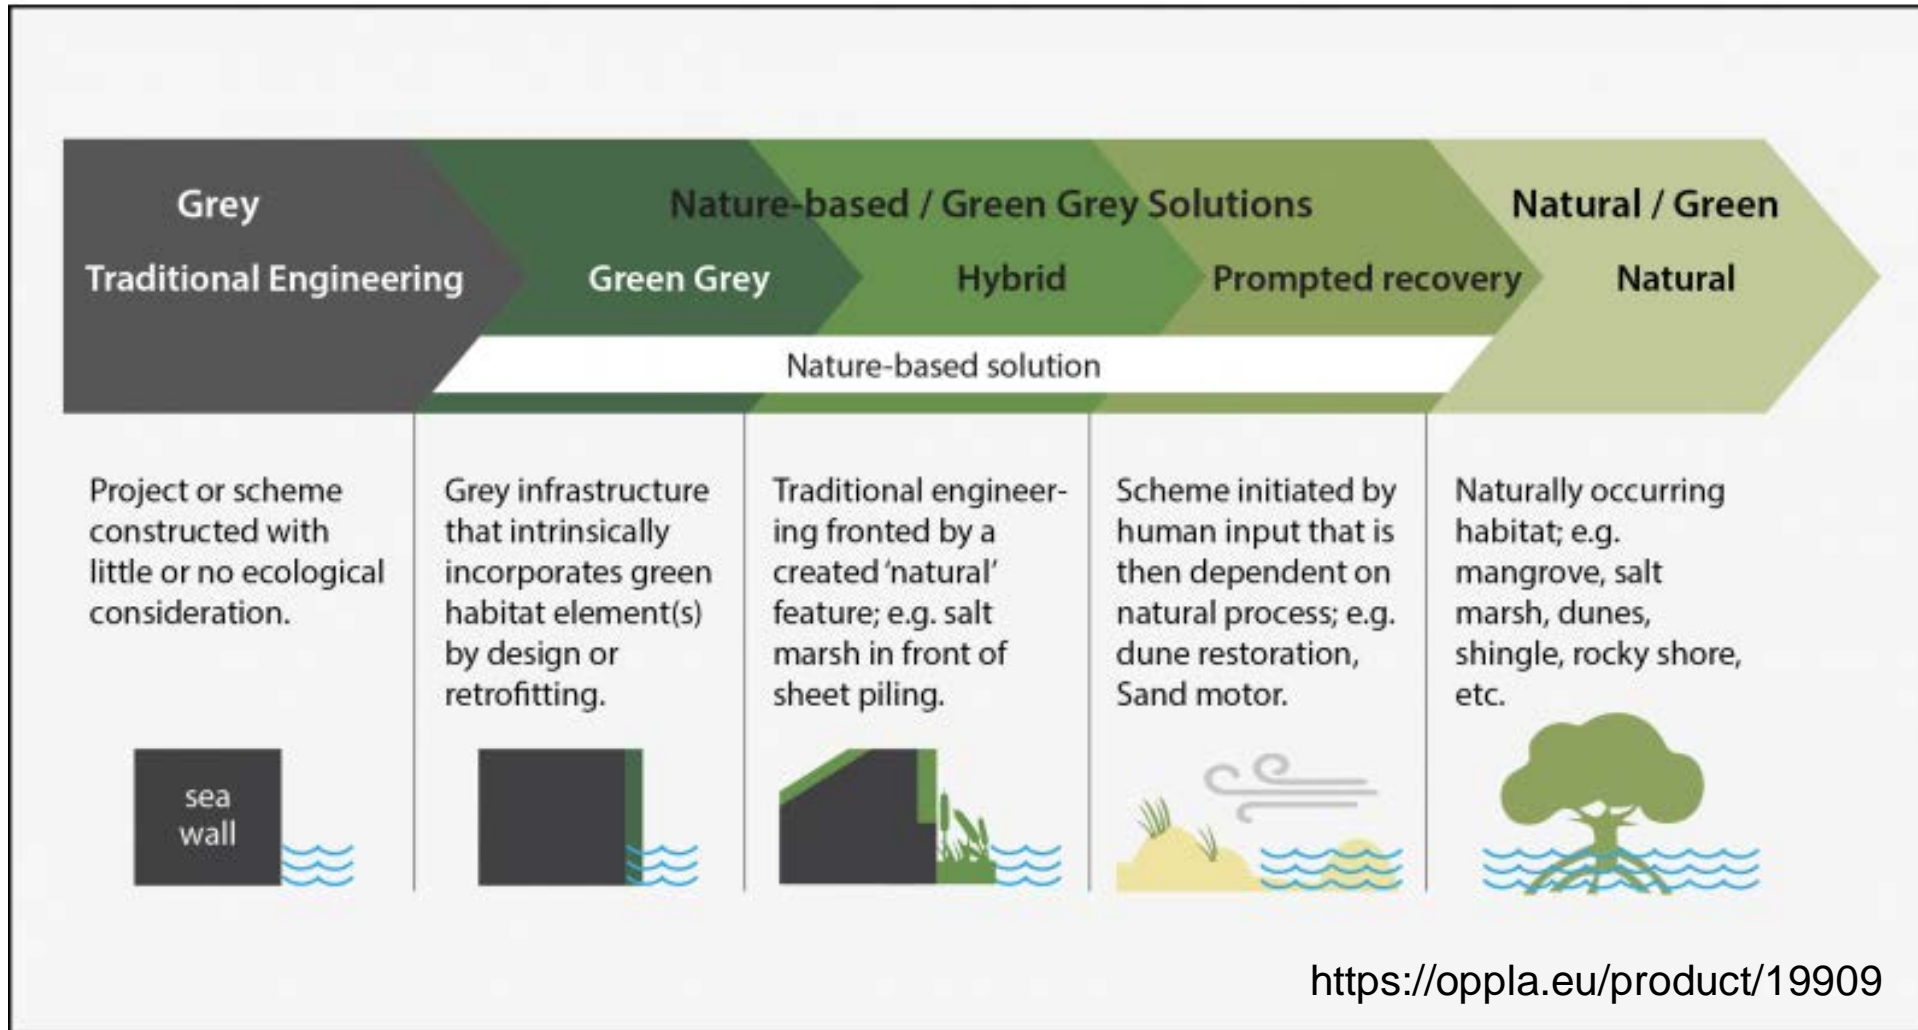 Grey
Nature-based / Green Grey Solutions
Natural / Green
Traditional Engineering
Green Grey
Hybrid
Prompted recovery
Natural
Nature-based solution
Project or scheme
constructed with
little or no ecological
consideration.
Grey infrastructure
that intrinsically
incorporates green
habitat element(s)
by design or
retrofitting.
Traditional engineer-
ing fronted by a
created 'natural'
feature; e.g. salt
marsh in front of
sheet piling.
Scheme initiated by
human input that is
then dependent on
natural process; e.g.
dune restoration,
Sand motor.
Naturally occurring
habitat; e.g.
mangrove, salt
marsh, dunes,
shingle, rocky shore,
etc.
sea
wall
https://oppla.eu/product/19909